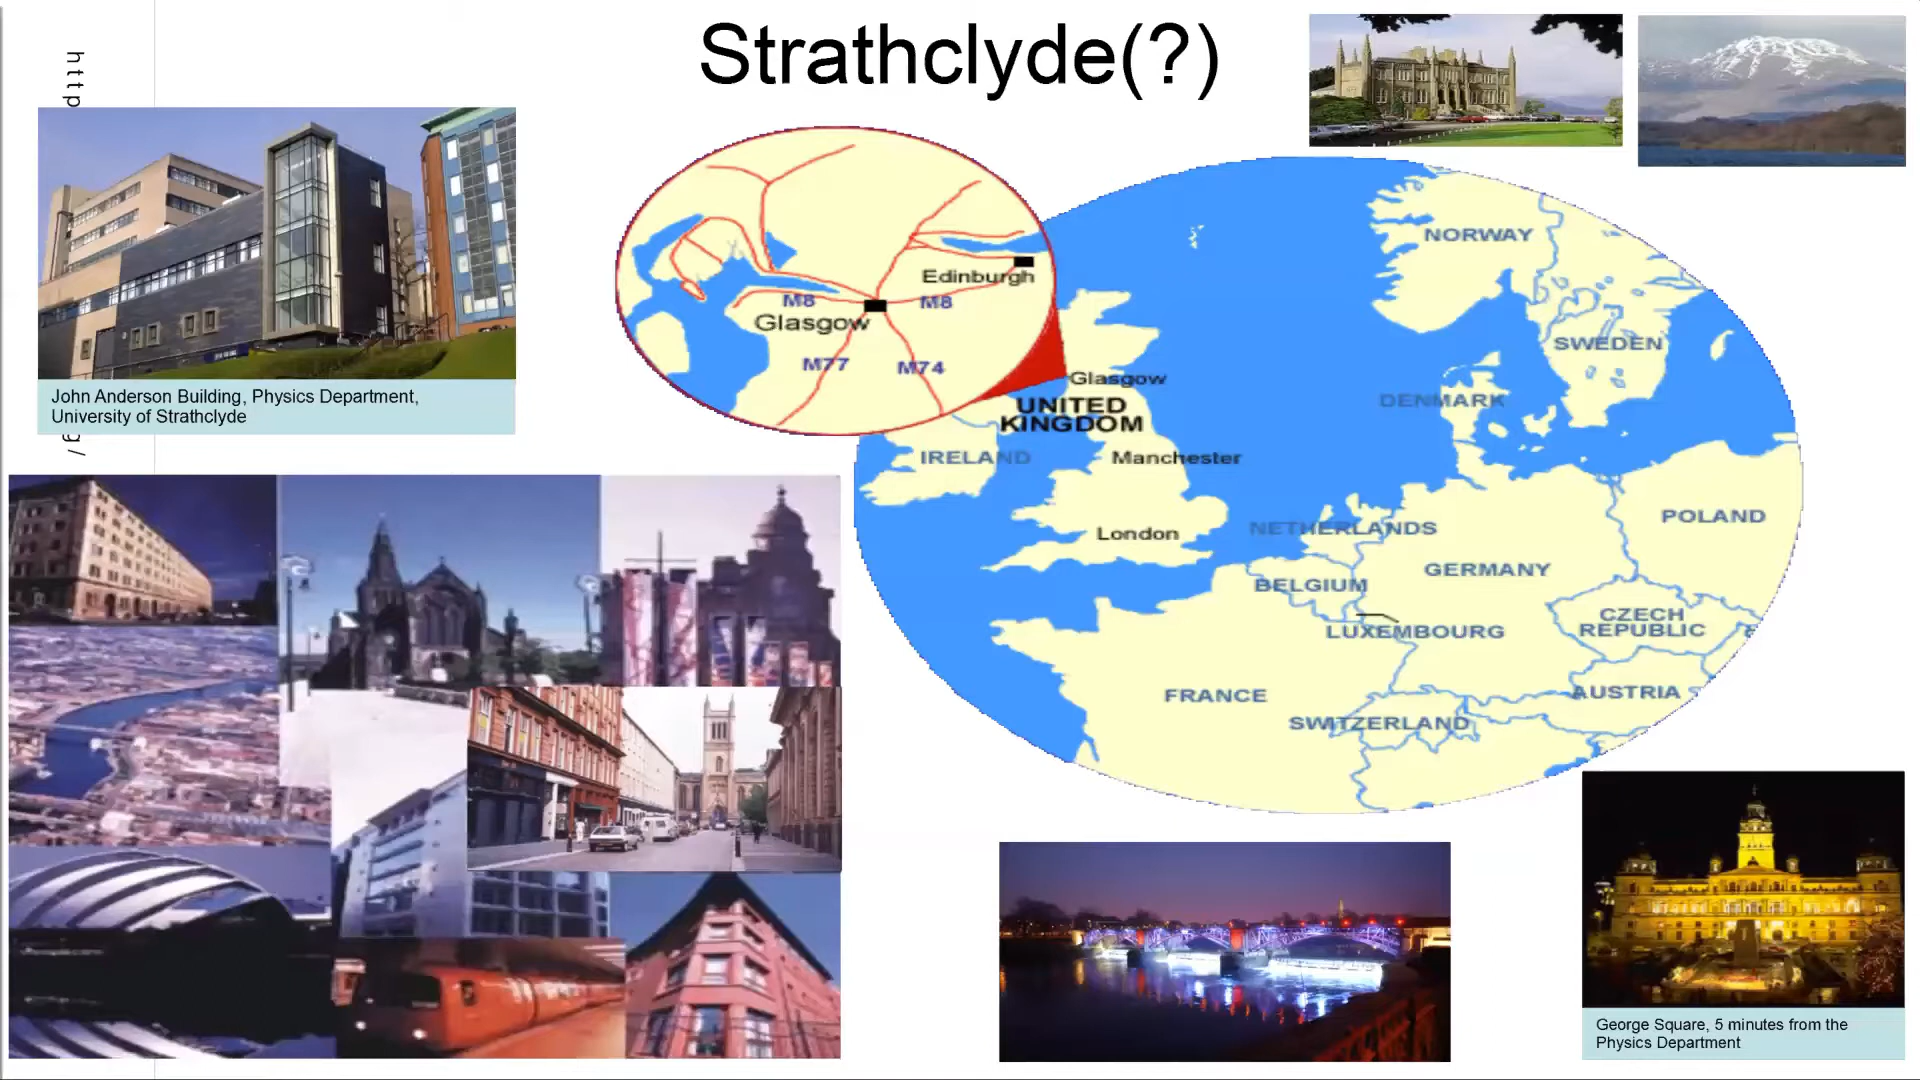 Strathclyde(?)
http
g/
John Anderson Building, Physics Department,
University of Strathclyde
Edinburgh
M8
M8
Glasgow
M77
M74
NORWAY
SWEDEN
Glasgow
DENMARK
UNITED
KINGDOM
IRELAND
Manchester
POLAND
London
NETHERLANDS
GERMANY
BELGIUM
CZECH
REPUBLIC
LUXEMBOURG
AUSTRIA
FRANCE
SWITZERLAND
George Square, 5 minutes from the
Physics Department